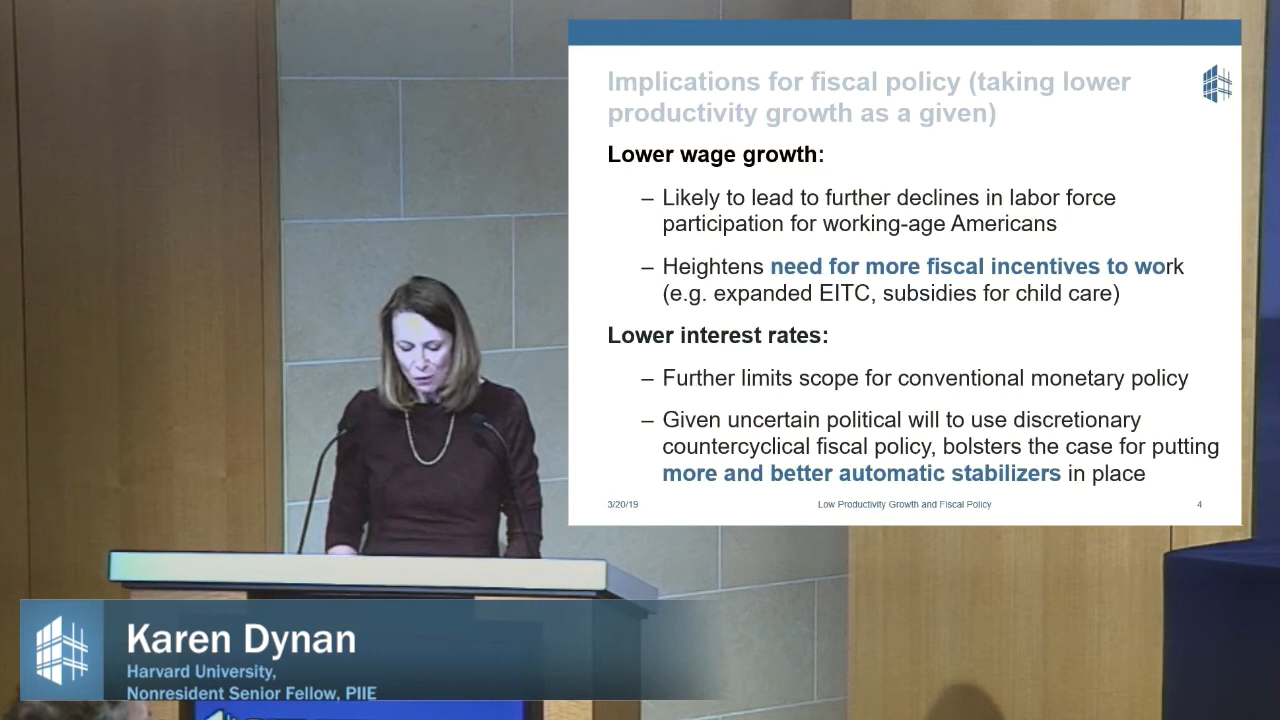 Implications for fiscal policy (taking lower
productivity growth as a given)
Lower wage growth:
– Likely to lead to further declines in labor force
participation for working-age Americans
– Heightens need for more fiscal incentives to work
(e.g. expanded EITC, subsidies for child care)
Lower interest rates:
– Further limits scope for conventional monetary policy
– Given uncertain political will to use discretionary
countercyclical fiscal policy, bolsters the case for putting
more and better automatic stabilizers in place
3/20/19
Low Productivity Growth and Fiscal Policy
4
Karen Dynan
Harvard University,
Nonresident Senior Fellow, PIIE